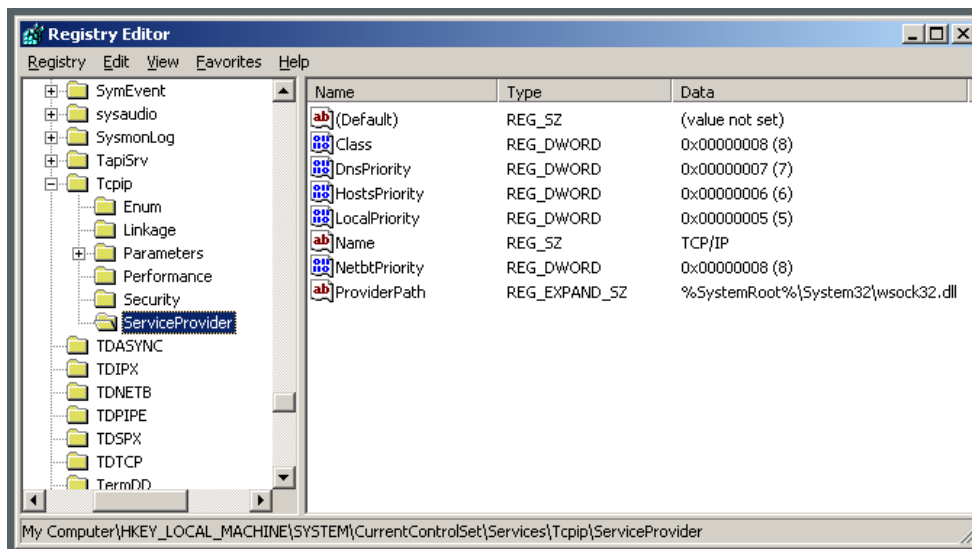 Registry Editor
Registry Edit View Favorites Help
SymEvent
sysaudio
SysmonLog
TapiSrv
Tcpip
Enum
Linkage
Parameters
Performance
Security
ServiceProvider
TDASYNC
TDIPX
TDNETB
TDPIPE
TDSPX
TDTCP
TermDD
Name Type Data
(Default) REG_SZ (value not set)
Class REG_DWORD 0x00000008 (8)
DnsPriority REG_DWORD 0x00000007 (7)
HostsPriority REG_DWORD 0x00000006 (6)
LocalPriority REG_DWORD 0x00000005 (5)
Name REG_SZ TCP/IP
NetbtPriority REG_DWORD 0x00000008 (8)
ProviderPath REG_EXPAND_SZ %SystemRoot%\System32\wsock32.dll
My Computer\HKEY_LOCAL_MACHINE\SYSTEM\CurrentControlSet\Services\Tcpip\ServiceProvider